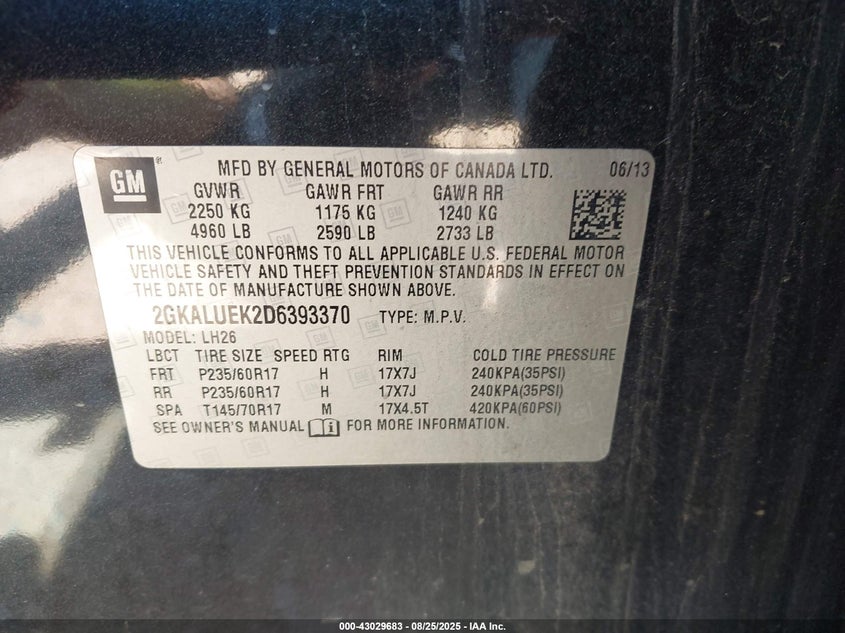 GM® MFD BY GENERAL MOTORS OF CANADA LTD. 06/13
GVWR GAWR FRT GAWR RR
2250 KG 1175 KG 1240 KG
4960 LB 2590 LB 2733 LB
THIS VEHICLE CONFORMS TO ALL APPLICABLE U.S. FEDERAL MOTOR
VEHICLE SAFETY AND THEFT PREVENTION STANDARDS IN EFFECT ON
THE DATE OF MANUFACTURE SHOWN ABOVE.
2GKALUEK2D6393370 TYPE: M.P.V.
MODEL: LH26
LBCT TIRE SIZE SPEED RTG RIM COLD TIRE PRESSURE
FRT P235/60R17 H 17X7J 240KPA(35PSI)
RR P235/60R17 H 17X7J 240KPA(35PSI)
SPA T145/70R17 M 17X4.5T 420KPA(60PSI)
SEE OWNER'S MANUAL i FOR MORE INFORMATION.
000-43029683 - 08/25/2025 - IAA Inc.